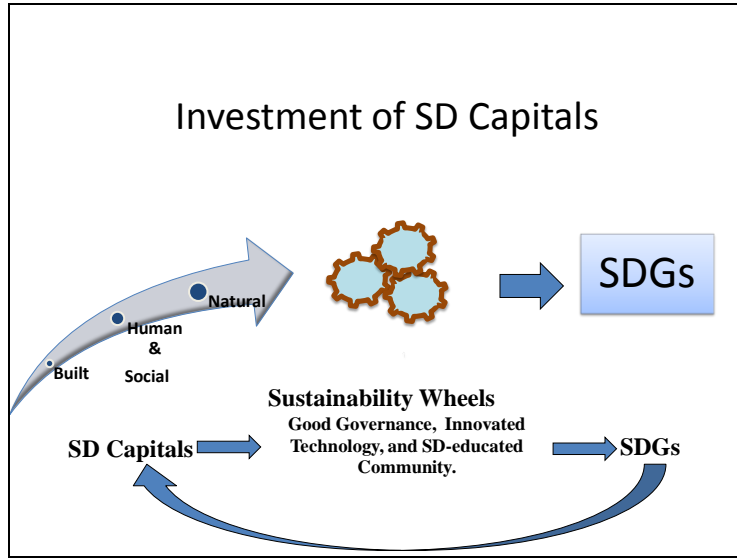 Investment of SD Capitals
Natural
Human
&
Social
Built
SDGs
Sustainability Wheels
Good Governance, Innovated
Technology, and SD-educated
Community.
SD Capitals
SDGs